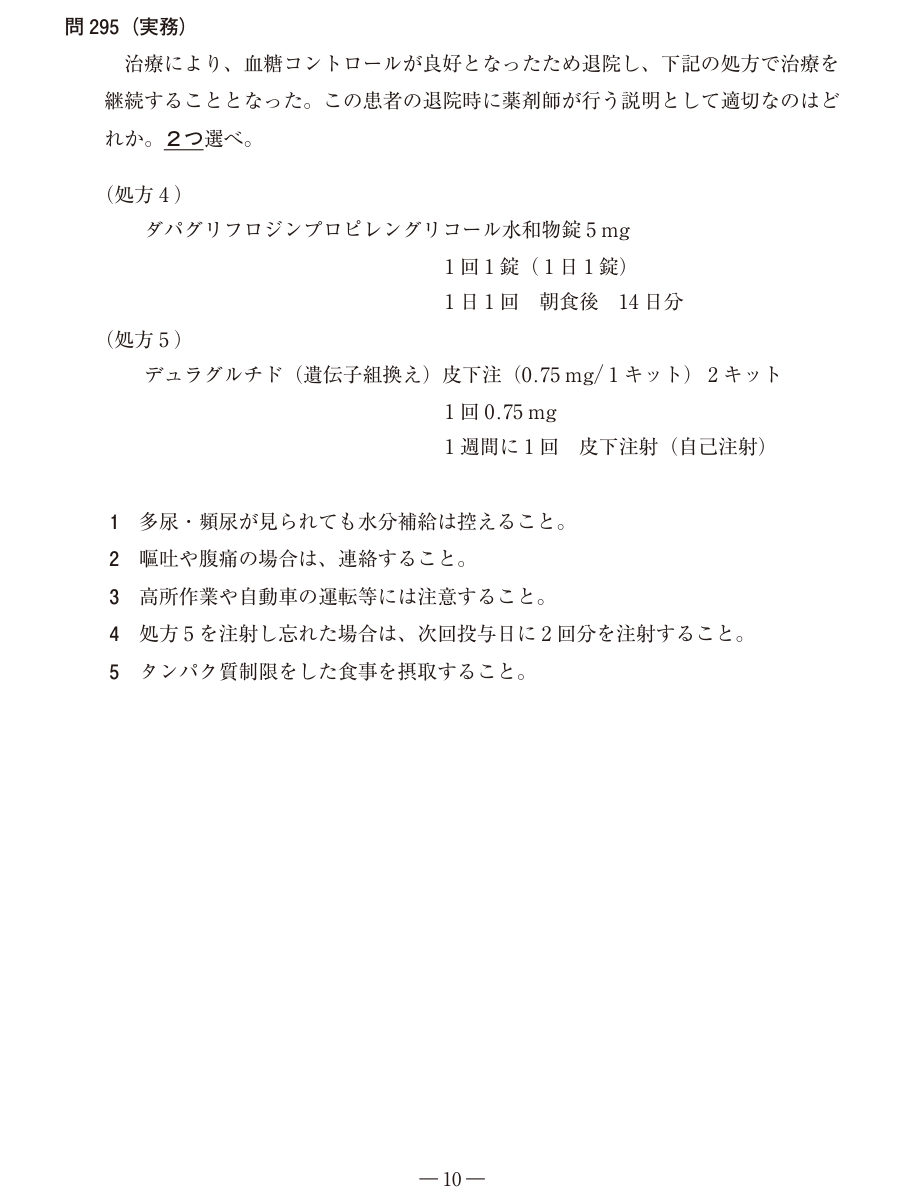 問 295（実務）
治療により、血糖コントロールが良好となったため退院し、下記の処方で治療を
継続することとなった。この患者の退院時に薬剤師が行う説明として適切なのはど
れか。２つ選べ。
（処方４）
ダパグリフロジンプロピレングリコール水和物錠５mg
１回１錠（１日１錠）
１日１回　朝食後　14日分
（処方５）
デュラグルチド（遺伝子組換え）皮下注（0.75 mg/１キット）２キット
１回 0.75 mg
１週間に１回　皮下注射（自己注射）
1　多尿・頻尿が見られても水分補給は控えること。
2　嘔吐や腹痛の場合は、連絡すること。
3　高所作業や自動車の運転等には注意すること。
4　処方５を注射し忘れた場合は、次回投与日に２回分を注射すること。
5　タンパク質制限をした食事を摂取すること。
― 10 ―